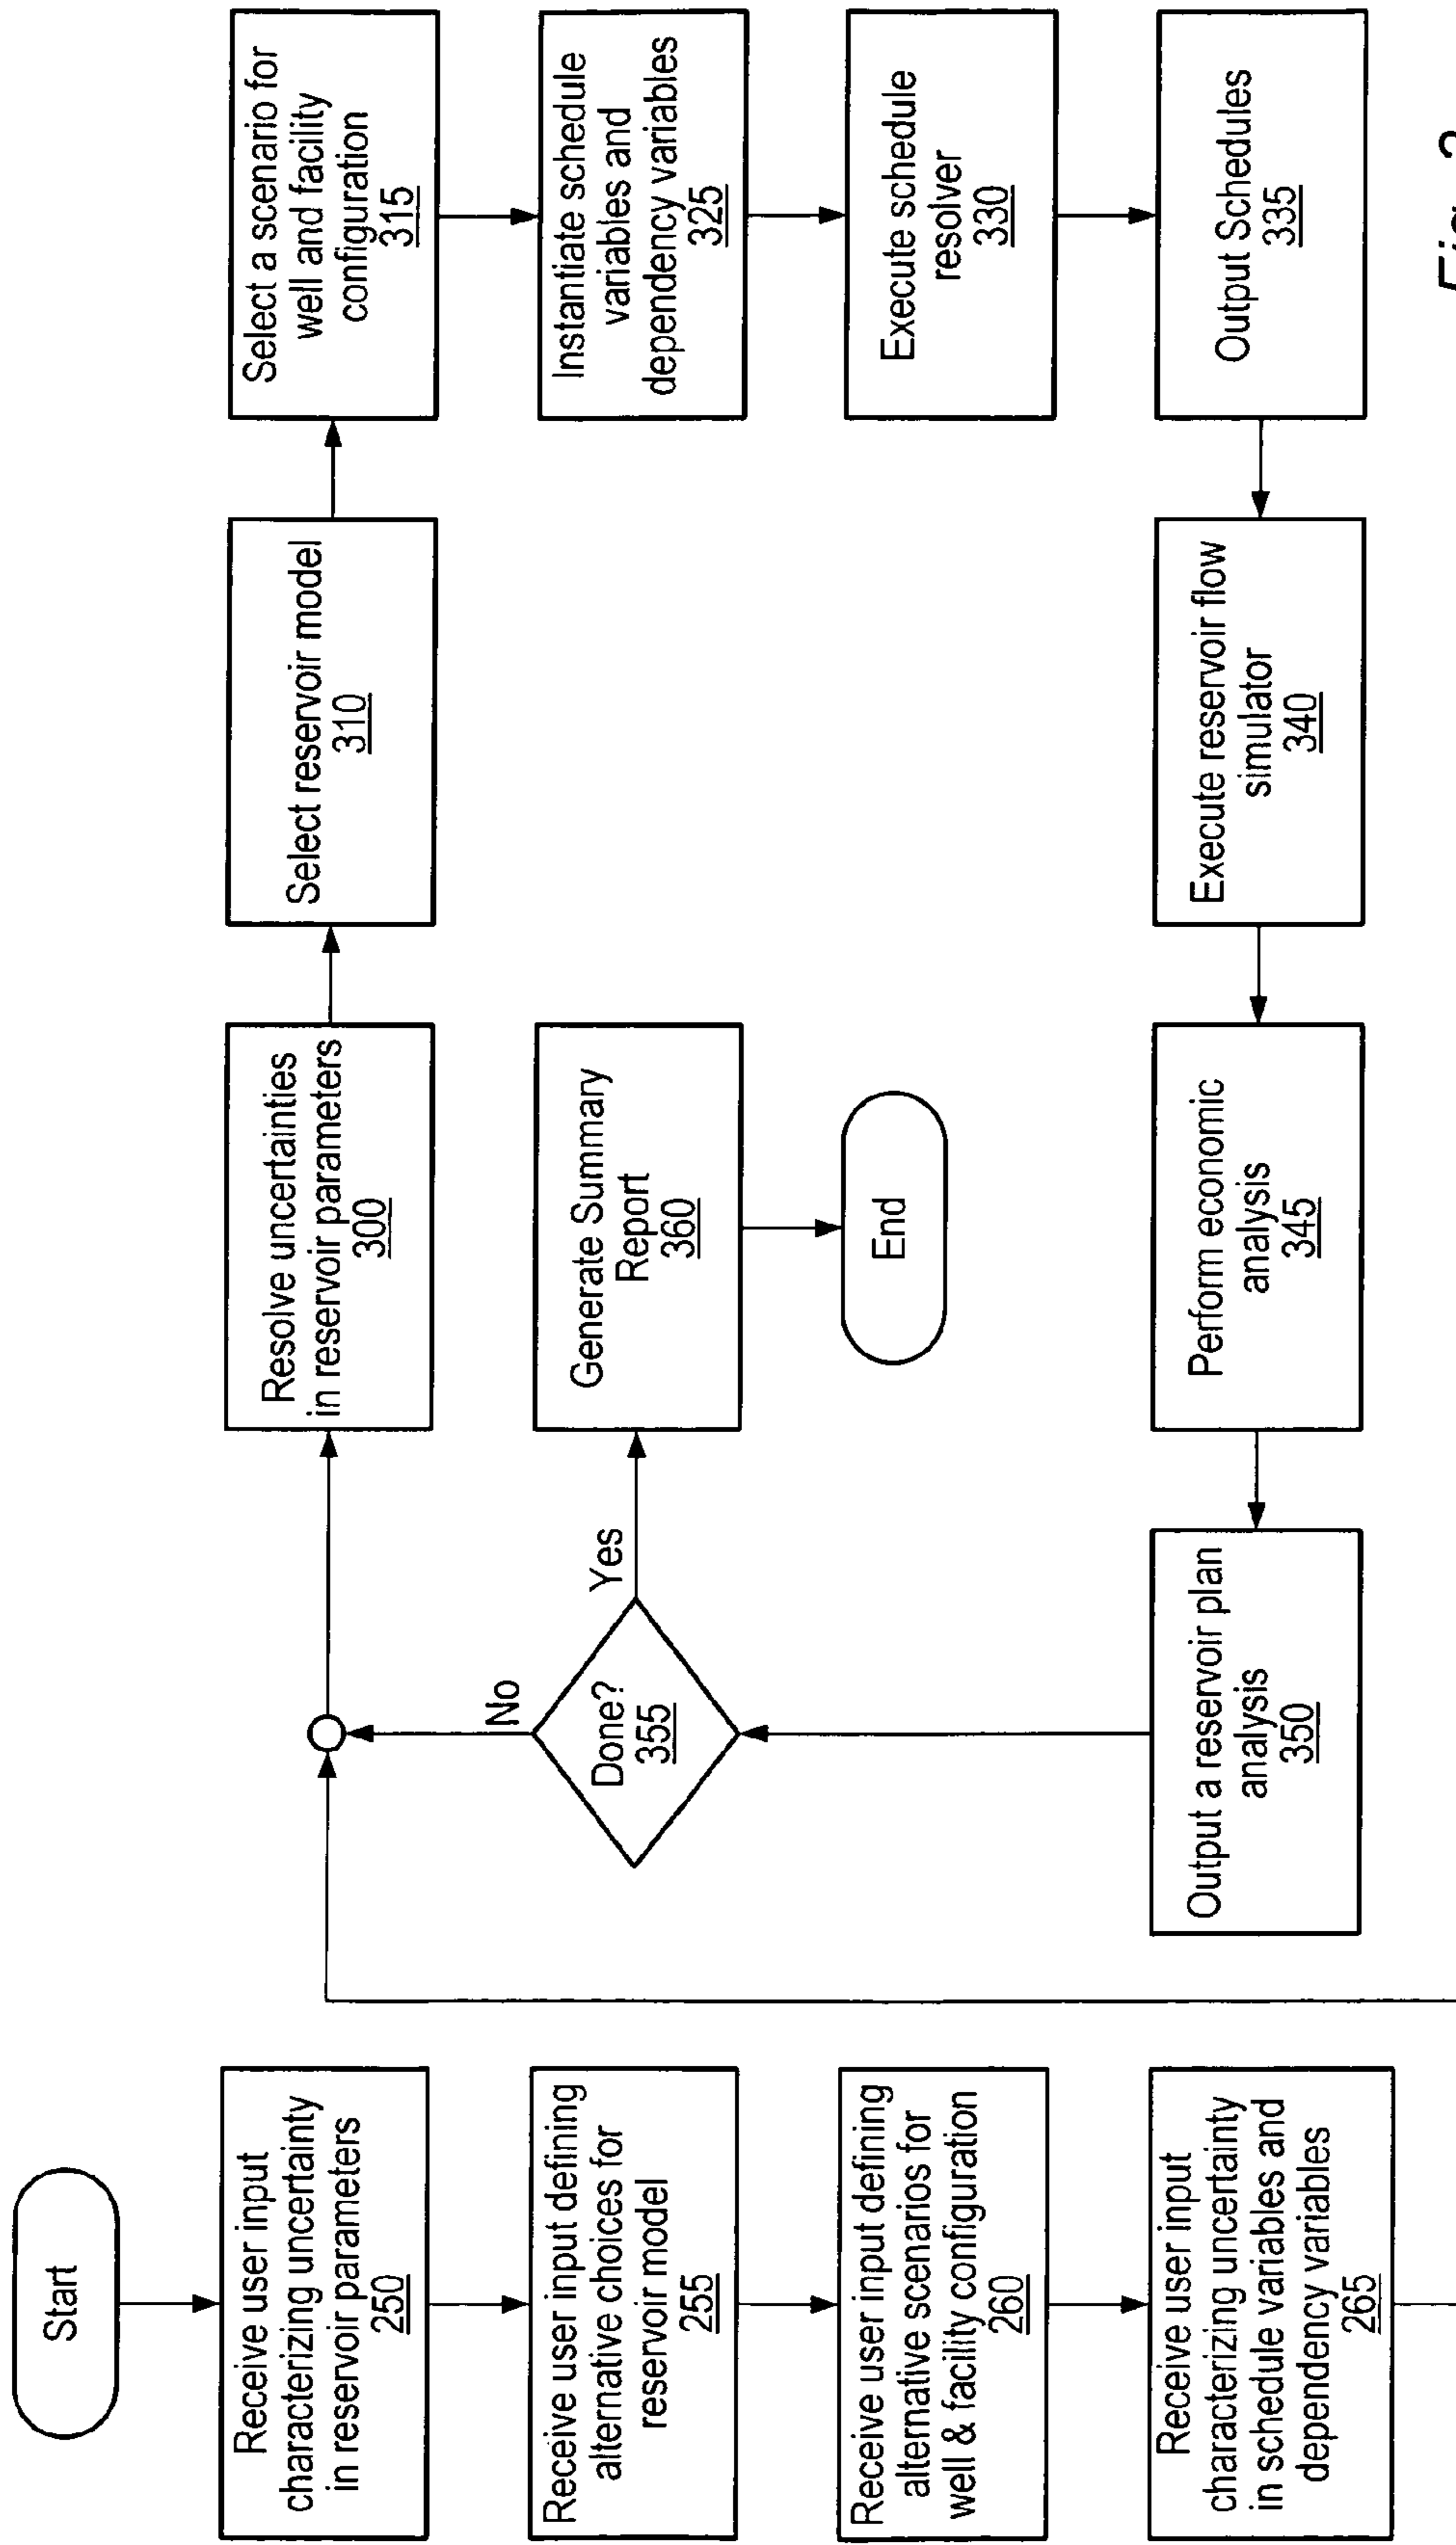 Start
Receive user input
characterizing uncertainty
in reservoir parameters
250
Receive user input defining
alternative choices for
reservoir model
255
Receive user input defining
alternative scenarios for
well & facility configuration
260
Receive user input
characterizing uncertainty
in schedule variables and
dependency variables
265
Resolve uncertainties
in reservoir parameters
300
Select reservoir model
310
Select a scenario for
well and facility
configuration
315
Instantiate schedule
variables and
dependency variables
325
Execute schedule
resolver
330
Output Schedules
335
Execute reservoir flow
simulator
340
Perform economic
analysis
345
Output a reservoir plan
analysis
350
Done?
355
No
Yes
Generate Summary
Report
360
End